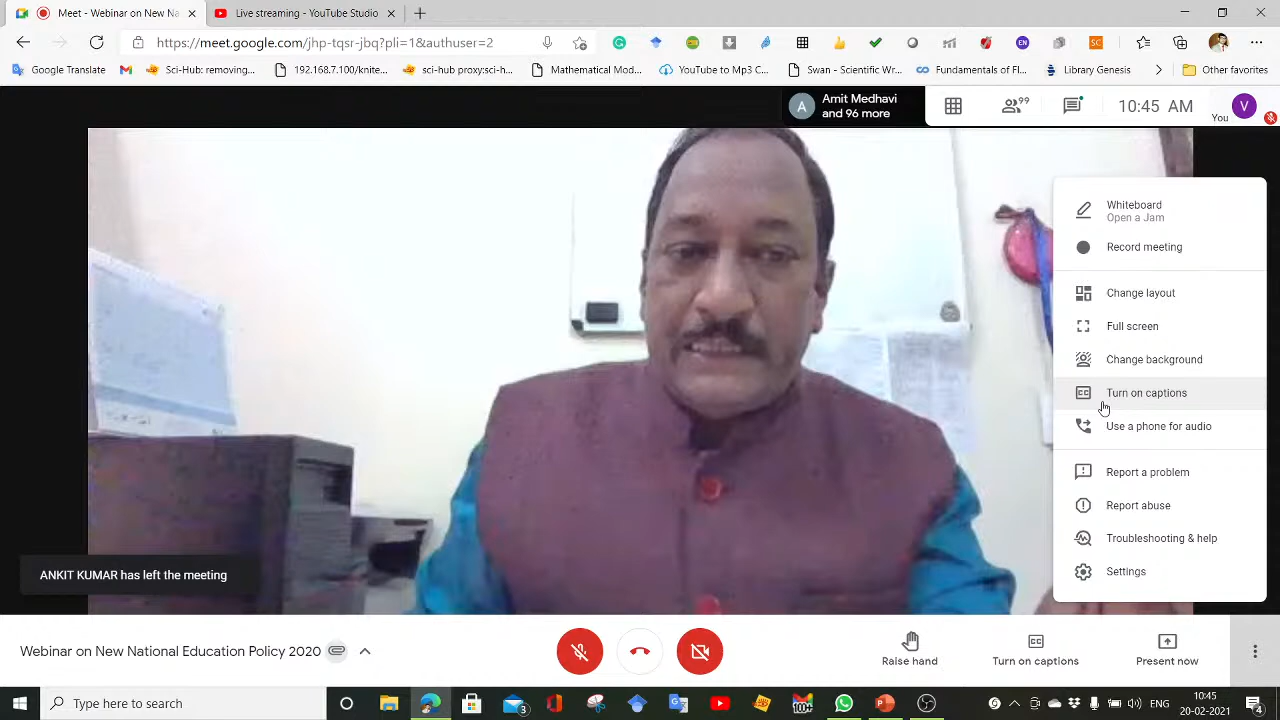 Meet - Webinar on New Na
Live streaming - YouTube Studio
https://meet.google.com/jhp-tqsr-jbq?pli=1&authuser=2
Google Translate
Sci-Hub: removing...
192.168.7.100/knite...
sci-hub proxy:sci-h...
Mathematical Mod...
YouTube to Mp3 C...
Swan - Scientific Wr...
Fundamentals of Fl...
Library Genesis
Other favorites
Amit Medhavi
and 96 more
99
10:45 AM
You
V
A
Whiteboard
Open a Jam
Record meeting
Change layout
Full screen
Change background
Turn on captions
Use a phone for audio
Report a problem
Report abuse
Troubleshooting & help
Settings
ANKIT KUMAR has left the meeting
Webinar on New National Education Policy 2020
Raise hand
Turn on captions
Present now
Type here to search
10:45
20-02-2021